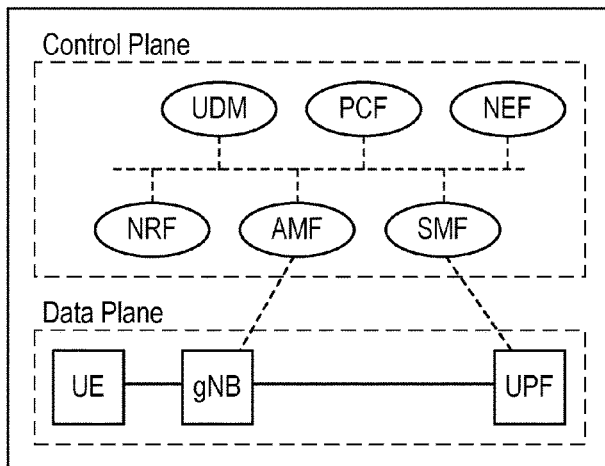 Control Plane
UDM PCF NEF
NRF AMF SMF
Data Plane
UE gNB UPF